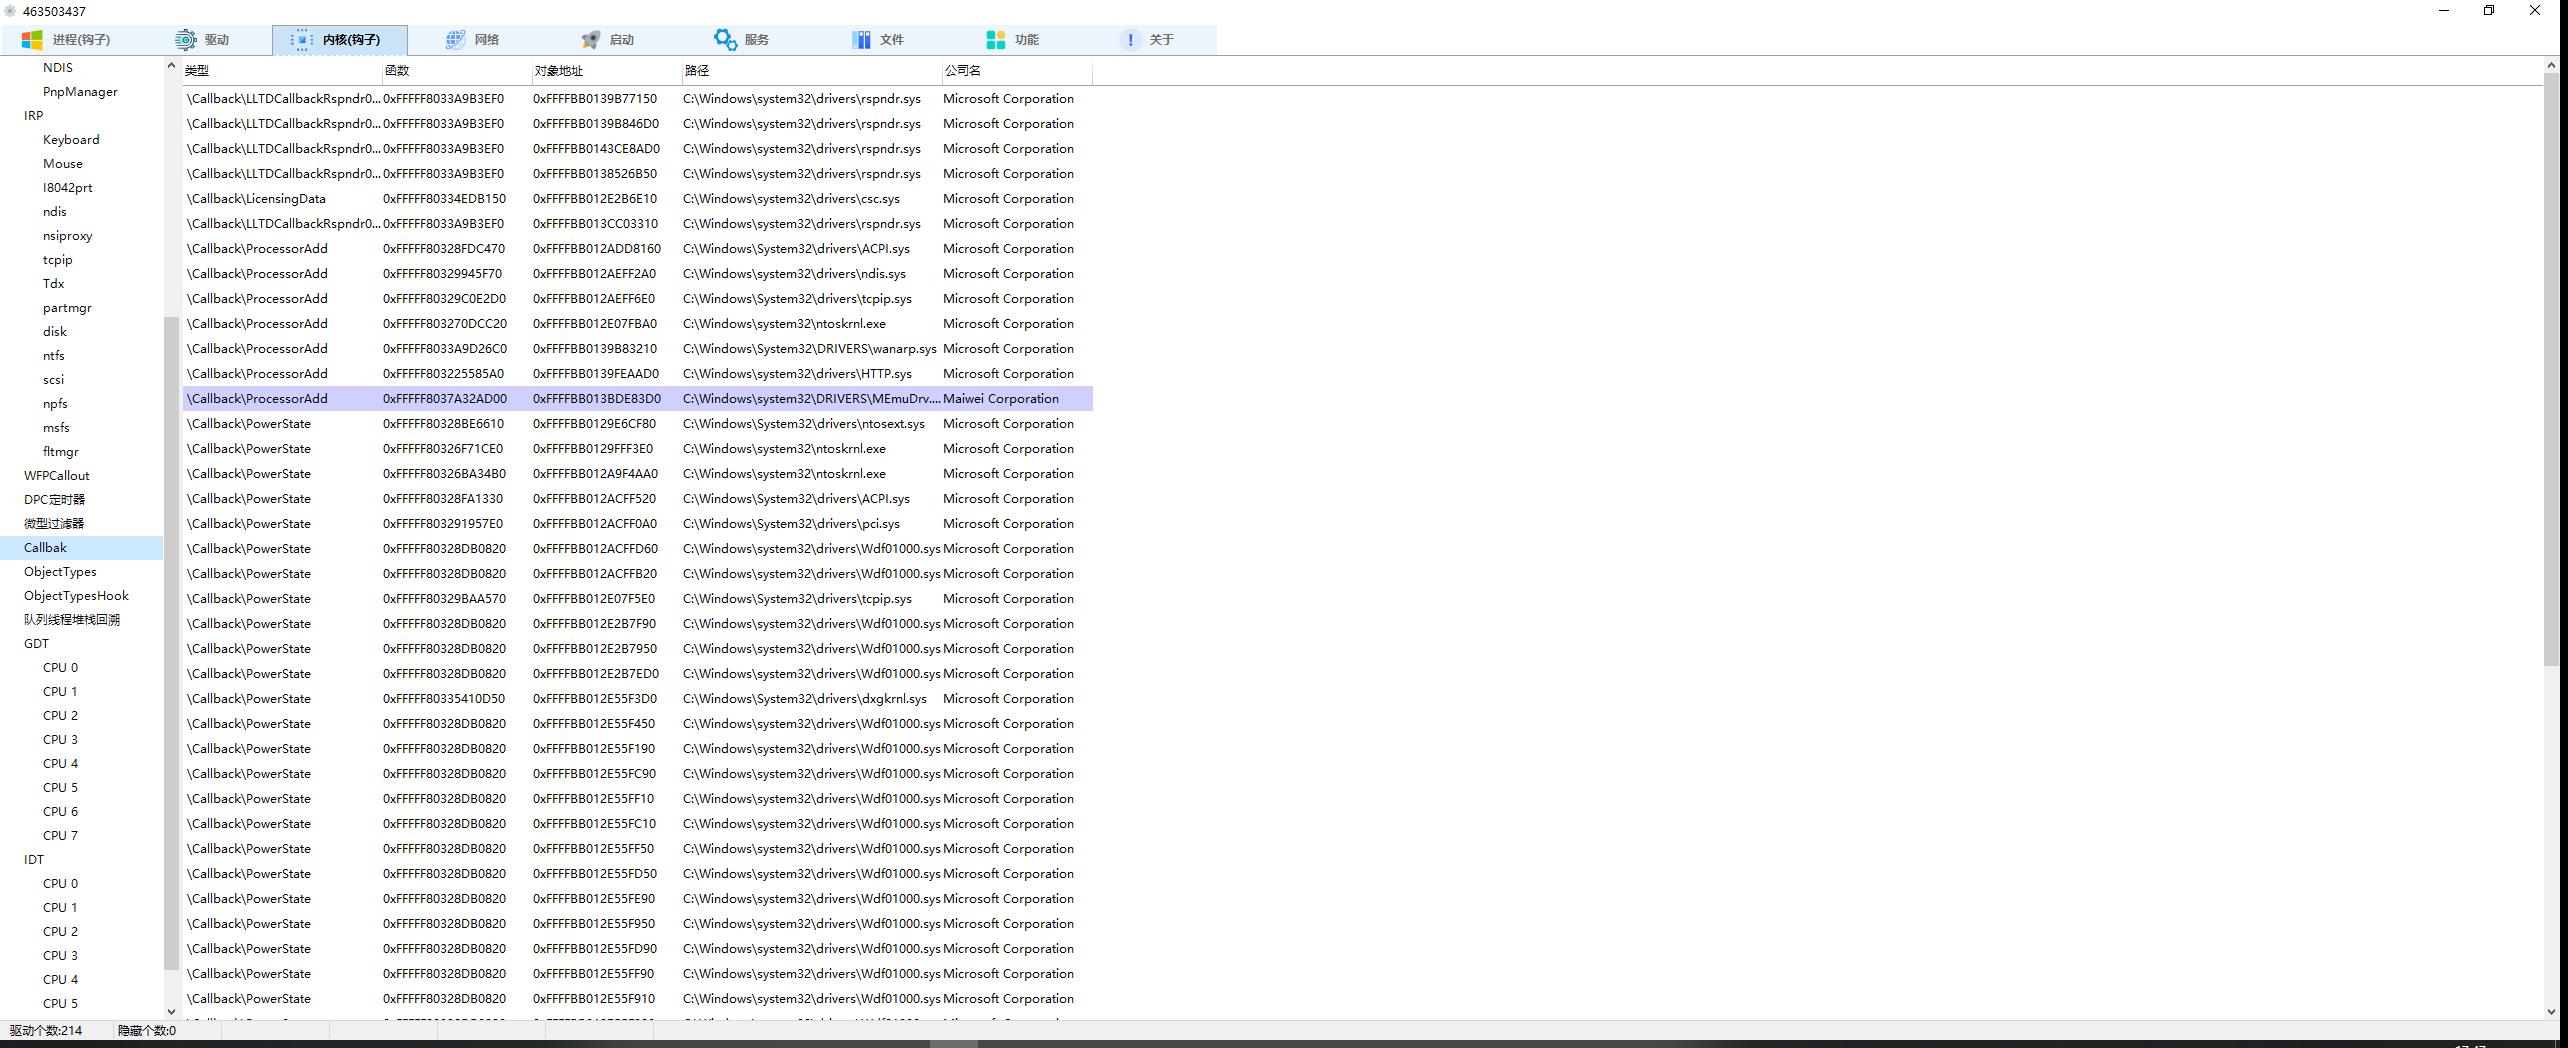 463503437
进程(钩子) 驱动 内核(钩子) 网络 启动 服务 文件 功能 关于
NDIS
PnpManager
IRP
Keyboard
Mouse
I8042prt
ndis
nsiproxy
tcpip
Tdx
partmgr
disk
ntfs
scsi
npfs
msfs
fltmgr
WFPCallout
DPC定时器
微型过滤器
Callbak
ObjectTypes
ObjectTypesHook
队列线程堆栈回溯
GDT
CPU 0
CPU 1
CPU 2
CPU 3
CPU 4
CPU 5
CPU 6
CPU 7
IDT
CPU 0
CPU 1
CPU 2
CPU 3
CPU 4
CPU 5
类型 函数 对象地址 路径 公司名
\Callback\LLTDCallbackRspndr0... 0xFFFFF8033A9B3EF0 0xFFFFBB0139B77150 C:\Windows\system32\drivers\rspndr.sys Microsoft Corporation
\Callback\LLTDCallbackRspndr0... 0xFFFFF8033A9B3EF0 0xFFFFBB0139B846D0 C:\Windows\system32\drivers\rspndr.sys Microsoft Corporation
\Callback\LLTDCallbackRspndr0... 0xFFFFF8033A9B3EF0 0xFFFFBB0143CE8AD0 C:\Windows\system32\drivers\rspndr.sys Microsoft Corporation
\Callback\LLTDCallbackRspndr0... 0xFFFFF8033A9B3EF0 0xFFFFBB0138526B50 C:\Windows\system32\drivers\rspndr.sys Microsoft Corporation
\Callback\LicensingData 0xFFFFF80334EDB150 0xFFFFBB012E2B6E10 C:\Windows\system32\drivers\csc.sys Microsoft Corporation
\Callback\LLTDCallbackRspndr0... 0xFFFFF8033A9B3EF0 0xFFFFBB013CC03310 C:\Windows\system32\drivers\rspndr.sys Microsoft Corporation
\Callback\ProcessorAdd 0xFFFFF80328FDC470 0xFFFFBB012ADD8160 C:\Windows\System32\drivers\ACPI.sys Microsoft Corporation
\Callback\ProcessorAdd 0xFFFFF80329945F70 0xFFFFBB012AEFF2A0 C:\Windows\system32\drivers\ndis.sys Microsoft Corporation
\Callback\ProcessorAdd 0xFFFFF80329C0E2D0 0xFFFFBB012AEFF6E0 C:\Windows\System32\drivers\tcpip.sys Microsoft Corporation
\Callback\ProcessorAdd 0xFFFFF803270DCC20 0xFFFFBB012E07FBA0 C:\Windows\system32\ntoskrnl.exe Microsoft Corporation
\Callback\ProcessorAdd 0xFFFFF8033A9D26C0 0xFFFFBB0139B83210 C:\Windows\System32\DRIVERS\wanarp.sys Microsoft Corporation
\Callback\ProcessorAdd 0xFFFFF803225585A0 0xFFFFBB0139FEAAD0 C:\Windows\system32\drivers\HTTP.sys Microsoft Corporation
\Callback\ProcessorAdd 0xFFFFF8037A32AD00 0xFFFFBB013BDE83D0 C:\Windows\system32\DRIVERS\MEmuDrv.... Maiwei Corporation
\Callback\PowerState 0xFFFFF80328BE6610 0xFFFFBB0129E6CF80 C:\Windows\System32\drivers\ntosext.sys Microsoft Corporation
\Callback\PowerState 0xFFFFF80326F71CE0 0xFFFFBB0129FFF3E0 C:\Windows\system32\ntoskrnl.exe Microsoft Corporation
\Callback\PowerState 0xFFFFF80326BA34B0 0xFFFFBB012A9F4AA0 C:\Windows\system32\ntoskrnl.exe Microsoft Corporation
\Callback\PowerState 0xFFFFF80328FA1330 0xFFFFBB012ACFF520 C:\Windows\System32\drivers\ACPI.sys Microsoft Corporation
\Callback\PowerState 0xFFFFF803291957E0 0xFFFFBB012ACFF0A0 C:\Windows\System32\drivers\pci.sys Microsoft Corporation
\Callback\PowerState 0xFFFFF80328DB0820 0xFFFFBB012ACFFD60 C:\Windows\system32\drivers\Wdf01000.sys Microsoft Corporation
\Callback\PowerState 0xFFFFF80328DB0820 0xFFFFBB012ACFFB20 C:\Windows\system32\drivers\Wdf01000.sys Microsoft Corporation
\Callback\PowerState 0xFFFFF80329BAA570 0xFFFFBB012E07F5E0 C:\Windows\System32\drivers\tcpip.sys Microsoft Corporation
\Callback\PowerState 0xFFFFF80328DB0820 0xFFFFBB012E2B7F90 C:\Windows\system32\drivers\Wdf01000.sys Microsoft Corporation
\Callback\PowerState 0xFFFFF80328DB0820 0xFFFFBB012E2B7950 C:\Windows\system32\drivers\Wdf01000.sys Microsoft Corporation
\Callback\PowerState 0xFFFFF80328DB0820 0xFFFFBB012E2B7ED0 C:\Windows\system32\drivers\Wdf01000.sys Microsoft Corporation
\Callback\PowerState 0xFFFFF80335410D50 0xFFFFBB012E55F3D0 C:\Windows\System32\drivers\dxgkrnl.sys Microsoft Corporation
\Callback\PowerState 0xFFFFF80328DB0820 0xFFFFBB012E55F450 C:\Windows\system32\drivers\Wdf01000.sys Microsoft Corporation
\Callback\PowerState 0xFFFFF80328DB0820 0xFFFFBB012E55F190 C:\Windows\system32\drivers\Wdf01000.sys Microsoft Corporation
\Callback\PowerState 0xFFFFF80328DB0820 0xFFFFBB012E55FC90 C:\Windows\system32\drivers\Wdf01000.sys Microsoft Corporation
\Callback\PowerState 0xFFFFF80328DB0820 0xFFFFBB012E55FF10 C:\Windows\system32\drivers\Wdf01000.sys Microsoft Corporation
\Callback\PowerState 0xFFFFF80328DB0820 0xFFFFBB012E55FC10 C:\Windows\system32\drivers\Wdf01000.sys Microsoft Corporation
\Callback\PowerState 0xFFFFF80328DB0820 0xFFFFBB012E55FF50 C:\Windows\system32\drivers\Wdf01000.sys Microsoft Corporation
\Callback\PowerState 0xFFFFF80328DB0820 0xFFFFBB012E55FD50 C:\Windows\system32\drivers\Wdf01000.sys Microsoft Corporation
\Callback\PowerState 0xFFFFF80328DB0820 0xFFFFBB012E55FE90 C:\Windows\system32\drivers\Wdf01000.sys Microsoft Corporation
\Callback\PowerState 0xFFFFF80328DB0820 0xFFFFBB012E55F950 C:\Windows\system32\drivers\Wdf01000.sys Microsoft Corporation
\Callback\PowerState 0xFFFFF80328DB0820 0xFFFFBB012E55FD90 C:\Windows\system32\drivers\Wdf01000.sys Microsoft Corporation
\Callback\PowerState 0xFFFFF80328DB0820 0xFFFFBB012E55FF90 C:\Windows\system32\drivers\Wdf01000.sys Microsoft Corporation
\Callback\PowerState 0xFFFFF80328DB0820 0xFFFFBB012E55F910 C:\Windows\system32\drivers\Wdf01000.sys Microsoft Corporation
驱动个数:214 隐藏个数:0